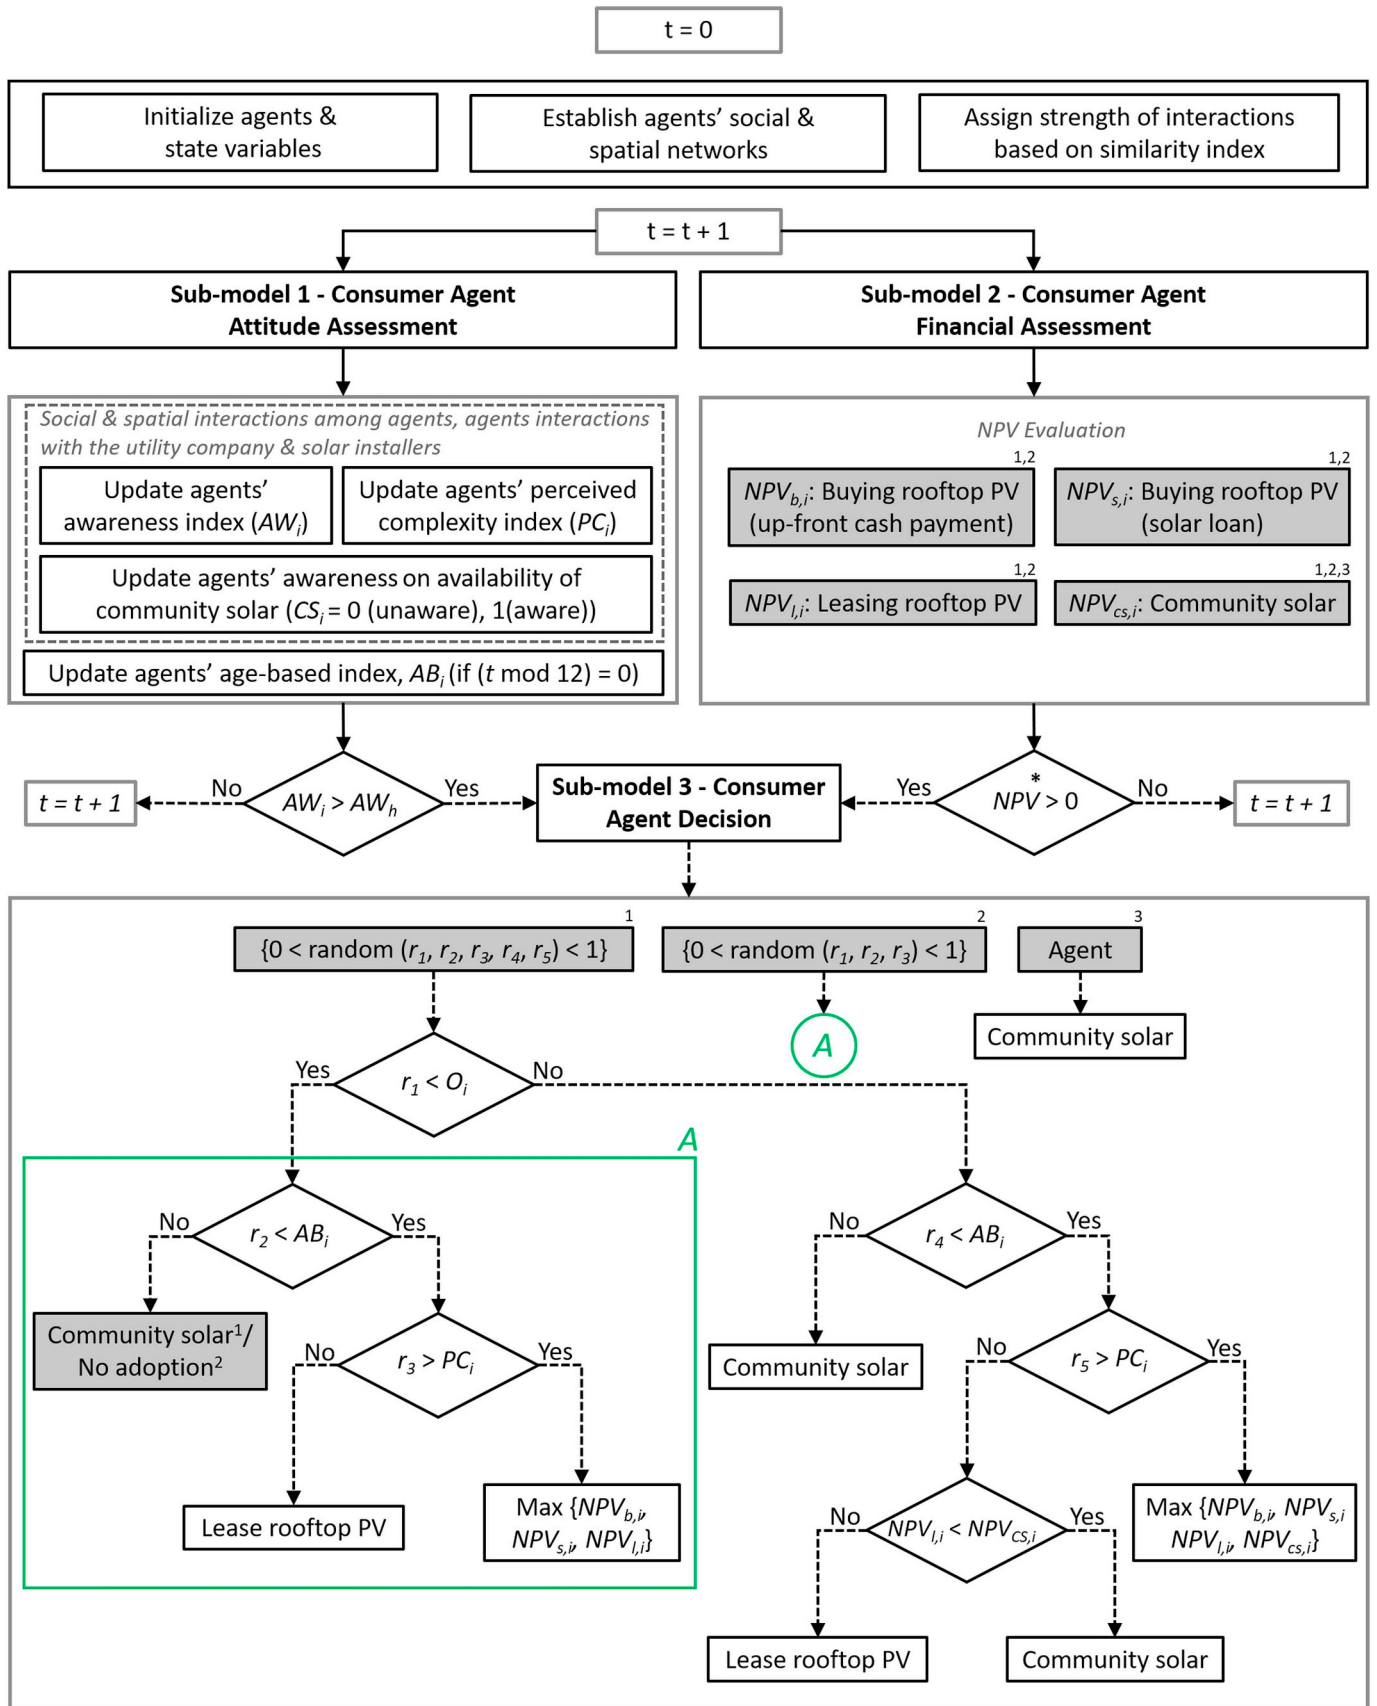 t = 0
Initialize agents &
state variables
Establish agents' social &
spatial networks
Assign strength of interactions
based on similarity index
t = t + 1
Sub-model 1 - Consumer Agent
Attitude Assessment
Sub-model 2 - Consumer Agent
Financial Assessment
Social & spatial interactions among agents, agents interactions
with the utility company & solar installers
Update agents'
awareness index (AWi)
Update agents' perceived
complexity index (PCi)
Update agents' awareness on availability of
community solar (CSi = 0 (unaware), 1(aware))
Update agents' age-based index, ABi (if (t mod 12) = 0)
NPV Evaluation
1,2
NPVb,i: Buying rooftop PV
(up-front cash payment)
1,2
NPVs,i: Buying rooftop PV
(solar loan)
1,2
NPVl,i: Leasing rooftop PV
1,2,3
NPVcs,i: Community solar
t = t + 1
No
AWi > AWh
Yes
Sub-model 3 - Consumer
Agent Decision
Yes
*
NPV > 0
No
t = t + 1
1
{0 < random (r1, r2, r3, r4, r5) < 1}
2
{0 < random (r1, r2, r3) < 1}
3
Agent
A
Community solar
Yes
r1 < Oi
No
A
No
r2 < ABi
Yes
Community solar1/
No adoption2
No
r3 > PCi
Yes
Lease rooftop PV
Max {NPVb,i,
NPVs,i, NPVl,i}
No
r4 < ABi
Yes
Community solar
No
r5 > PCi
Yes
No
NPVl,i < NPVCS,i
Yes
Max {NPVb,i, NPVs,i
NPVl,i, NPVcs,i}
Lease rooftop PV
Community solar